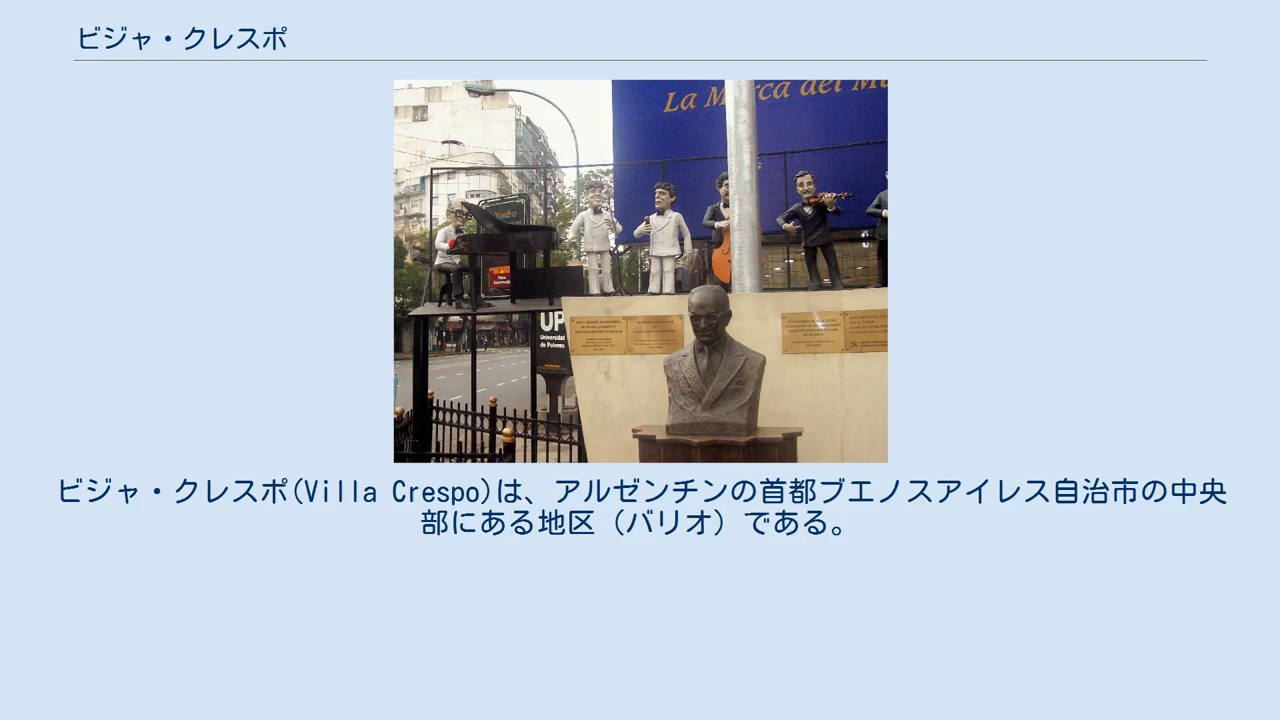 ビジャ・クレスポ
La M
rca del M
UP
Universidad
de Palermo
ビジャ・クレスポ(Villa Crespo)は、アルゼンチンの首都ブエノスアイレス自治市の中央
部にある地区（バリオ）である。